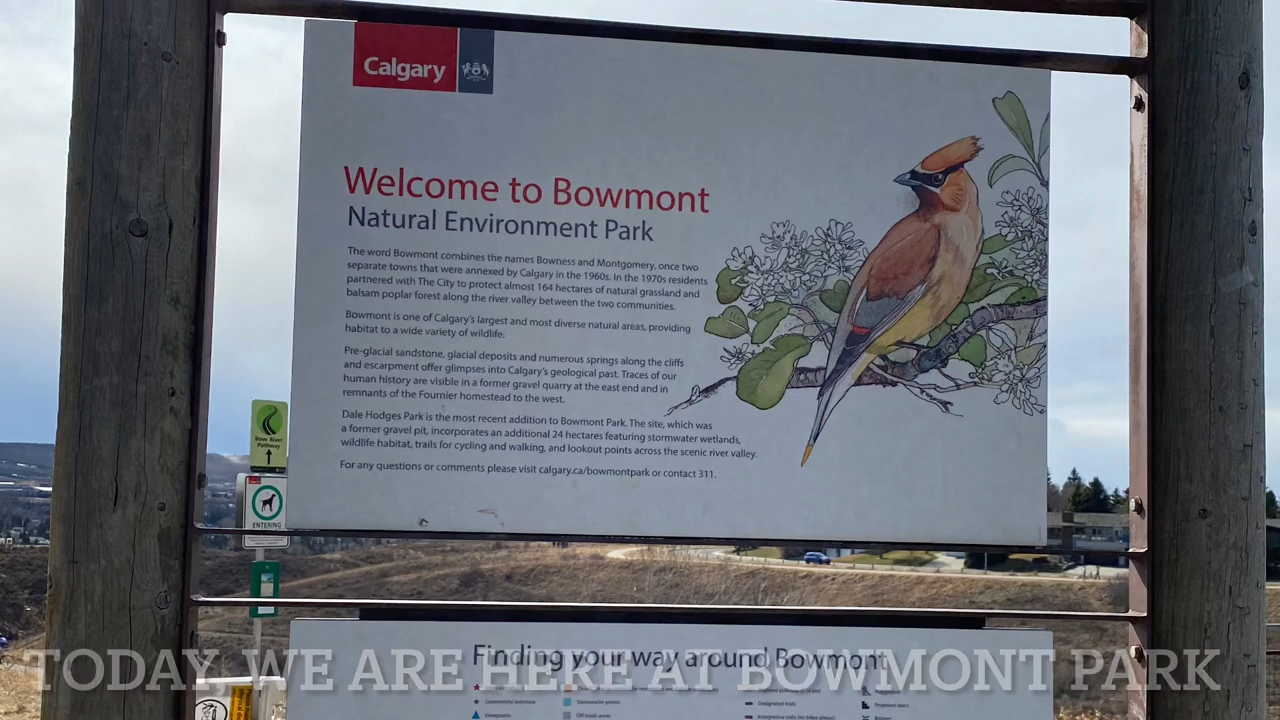 Calgary
Welcome to Bowmont
Natural Environment Park
The word Bowmont combines the names Bowness and Montgomery, once two
separate towns that were annexed by Calgary in the 1960s. In the 1970s residents
partnered with The City to protect almost 164 hectares of natural grassland and
balsam poplar forest along the river valley between the two communities.
Bowmont is one of Calgary's largest and most diverse natural areas, providing
habitat to a wide variety of wildlife.
Pre-glacial sandstone, glacial deposits and numerous springs along the cliffs
and escarpment offer glimpses into Calgary's geological past. Traces of our
human history are visible in a former gravel quarry at the east end and in
remnants of the Fournier homestead to the west.
Dale Hodges Park is the most recent addition to Bowmont Park. The site, which was
a former gravel pit, incorporates an additional 24 hectares featuring stormwater wetlands,
wildlife habitat, trails for cycling and walking, and lookout points across the scenic river valley.
For any questions or comments please visit calgary.ca/bowmontpark or contact 311.
Bow River
Pathway
ENTERING
Finding your way around Bowmont
TODAY, WE ARE HERE AT BOWMONT PARK
Designated trails